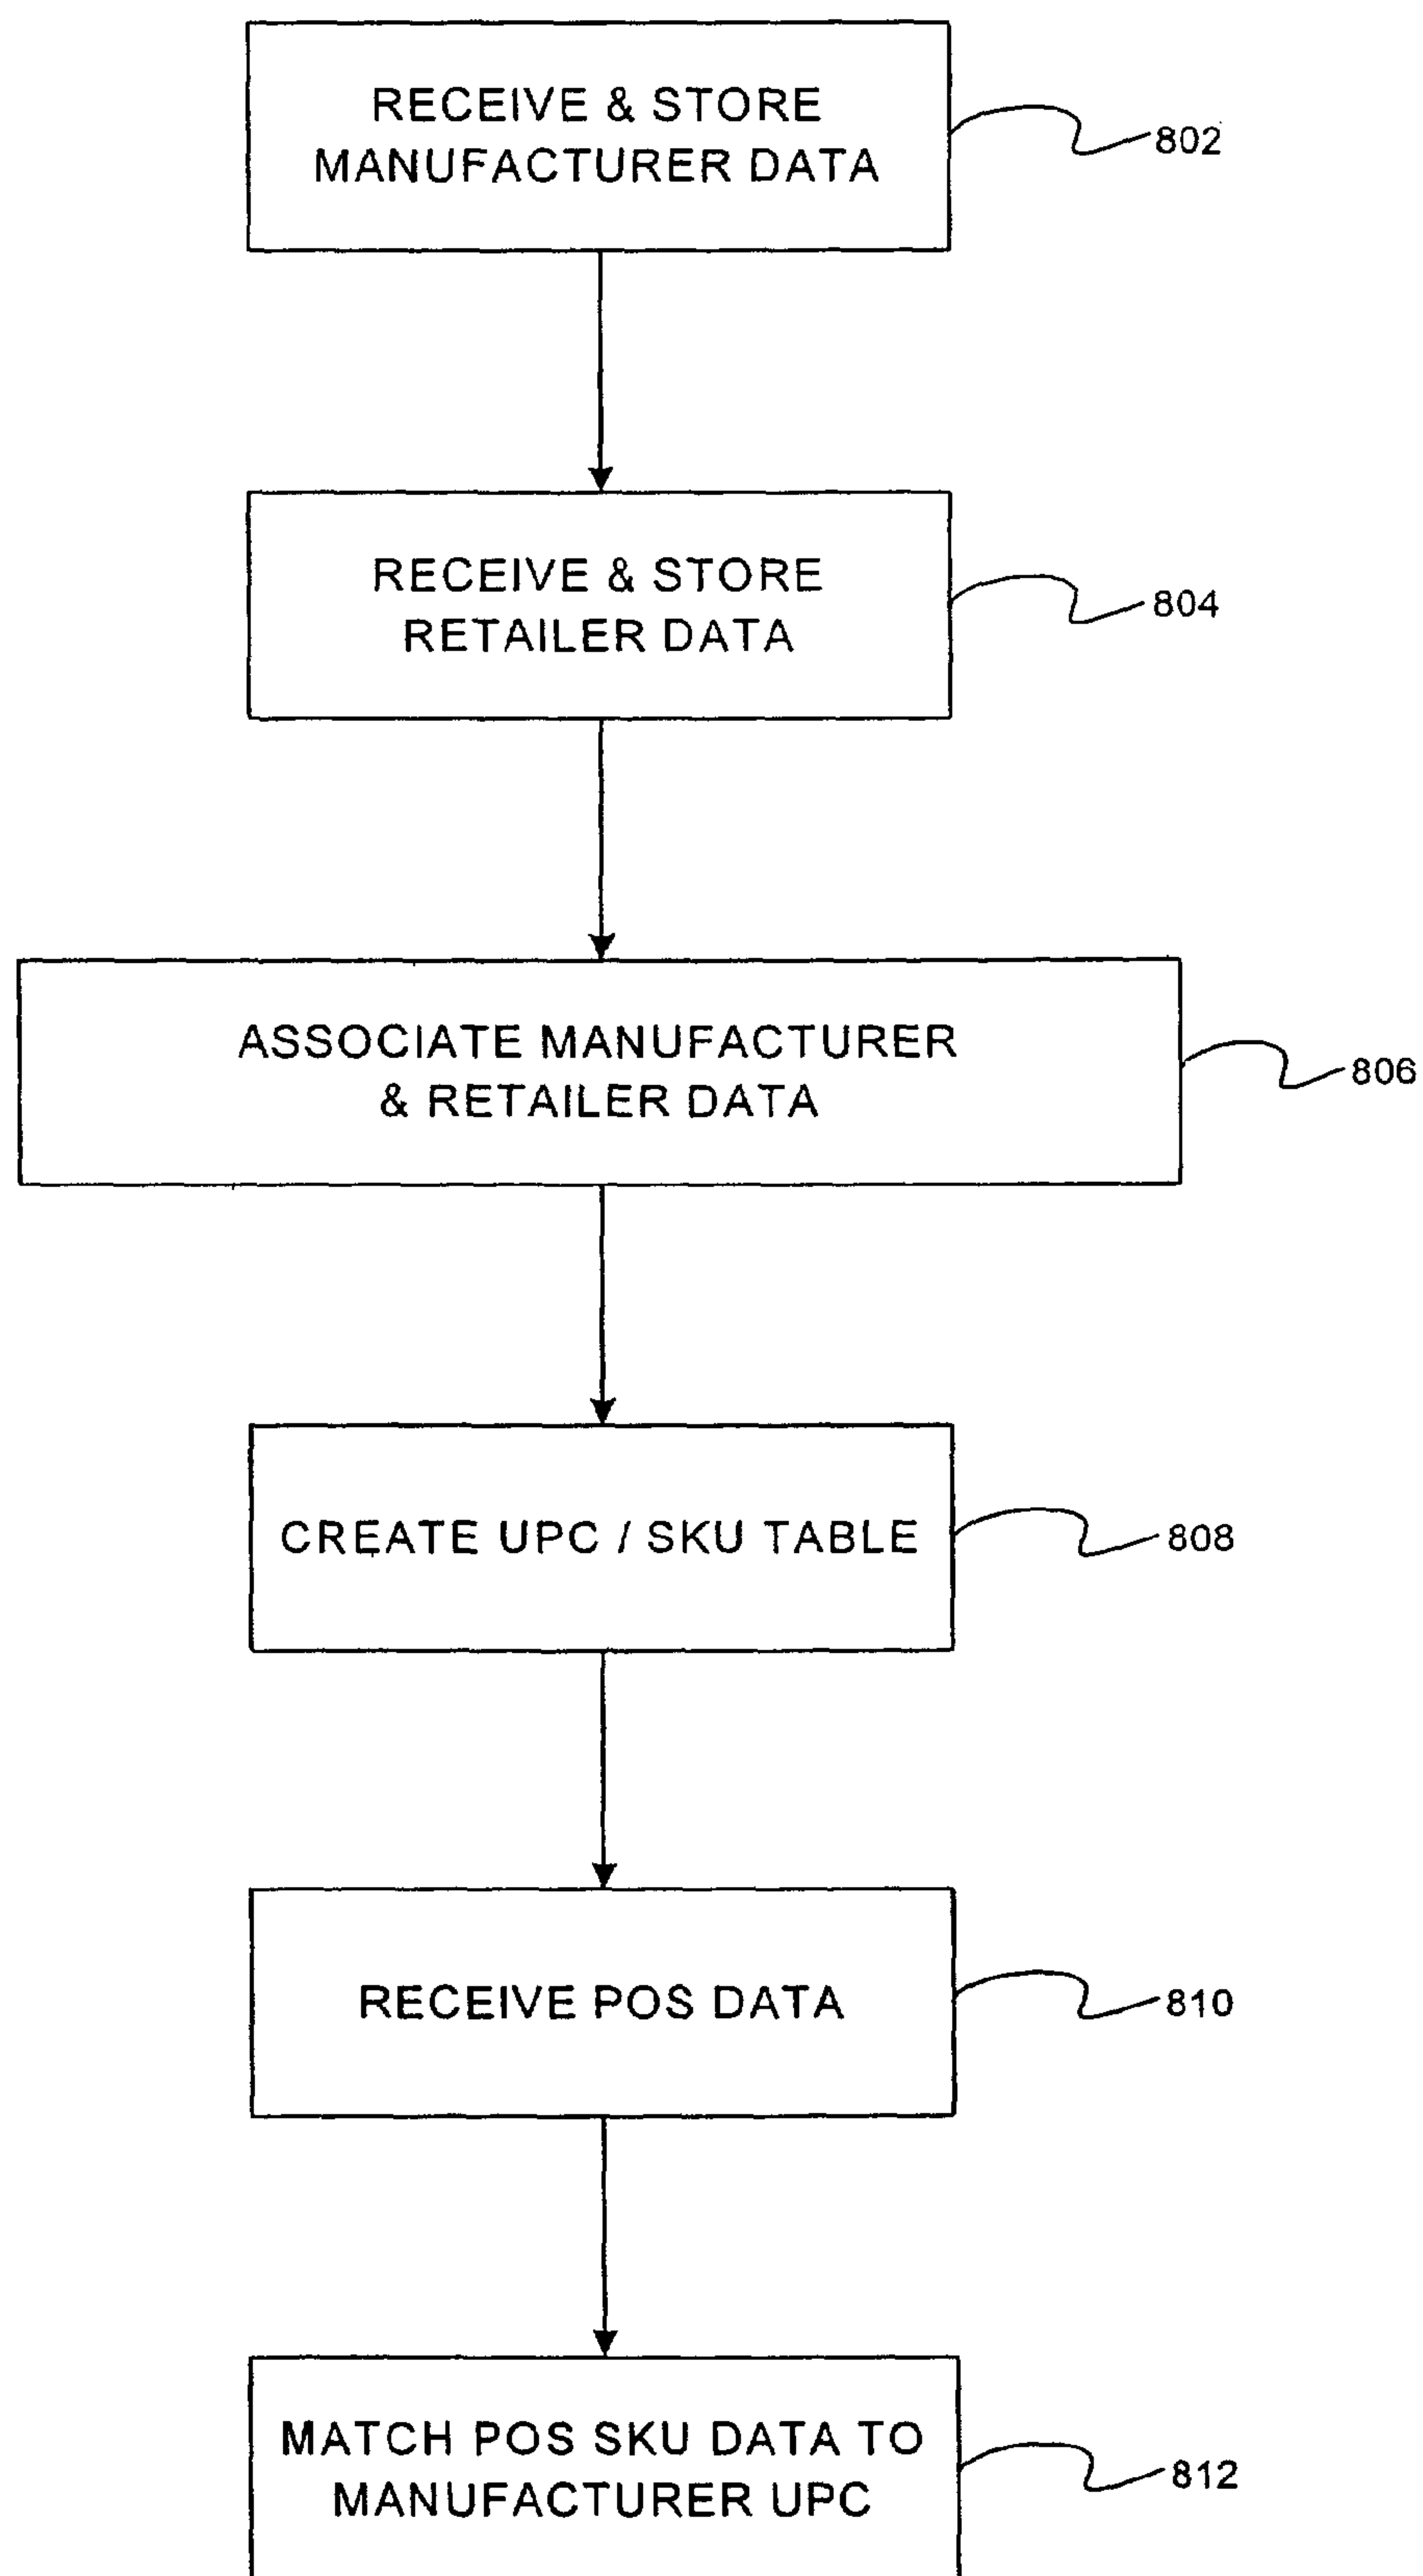 RECEIVE & STORE
MANUFACTURER DATA
802
RECEIVE & STORE
RETAILER DATA
804
ASSOCIATE MANUFACTURER
& RETAILER DATA
806
CREATE UPC / SKU TABLE
808
RECEIVE POS DATA
810
MATCH POS SKU DATA TO
MANUFACTURER UPC
812